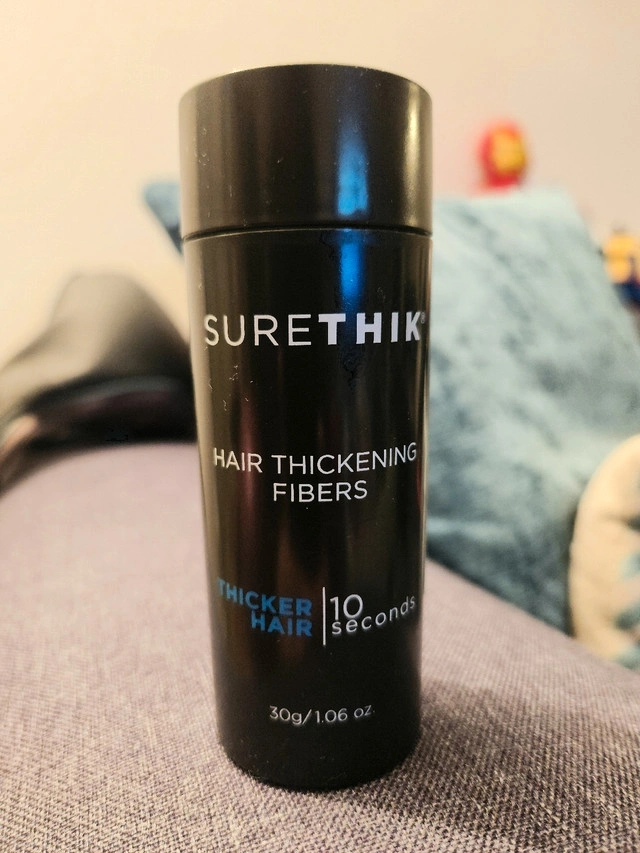 SURETHIK®
HAIR THICKENING
FIBERS
THICKER
HAIR
10
seconds
30g/1.06 oz.